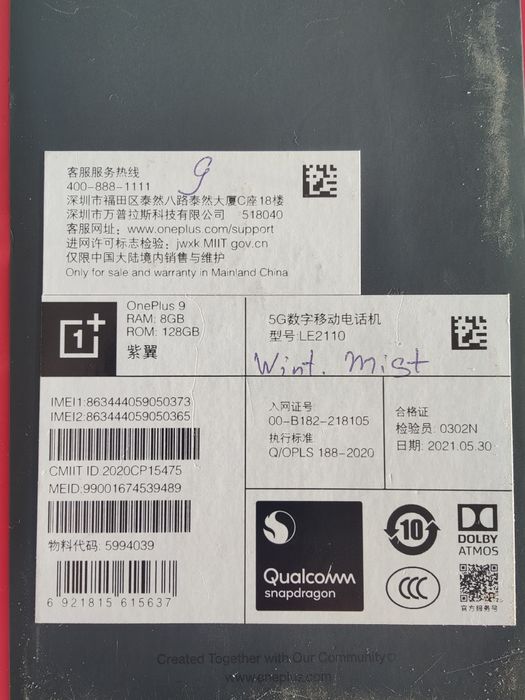 客服服务热线
400-888-1111
9
深圳市福田区泰然八路泰然大厦C座18楼
深圳市万普拉斯科技有限公司 518040
客服网址: www.oneplus.com/support
进网许可标志检验: jwxk MIIT gov.cn
仅限中国大陆境内销售与维护
Only for sale and warranty in Mainland China
1+
OnePlus 9
RAM: 8GB
ROM: 128GB
紫翼
5G数字移动电话机
型号:LE2110
Wint. Mist
IMEI1:863444059050373
IMEI2:863444059050365
CMIIT ID:2020CP15475
MEID:99001674539489
物料代码: 5994039
6 921815 615637
入网证号:
00-B182-218105
执行标准
Q/OPLS 188-2020
合格证
检验员: 0302N
日期: 2021.05.30
Qualcomm
snapdragon
10
CCC
DOLBY
ATMOS
官方服务号
Created Together with Our Community
www.oneplus.com